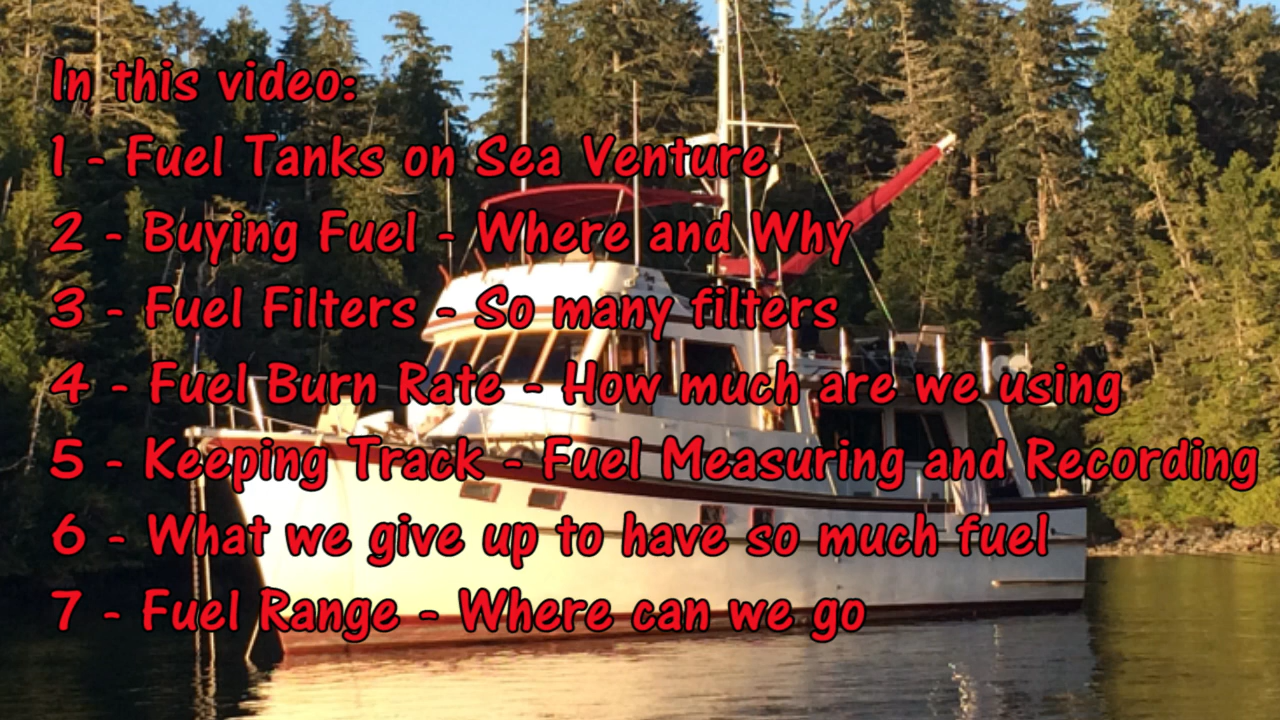 In this video:
1 - Fuel Tanks on Sea Venture
2 - Buying Fuel - Where and Why
3 - Fuel Filters - So many filters
4 - Fuel Burn Rate - How much are we using
5 - Keeping Track - Fuel Measuring and Recording
6 - What we give up to have so much fuel
7 - Fuel Range - Where can we go